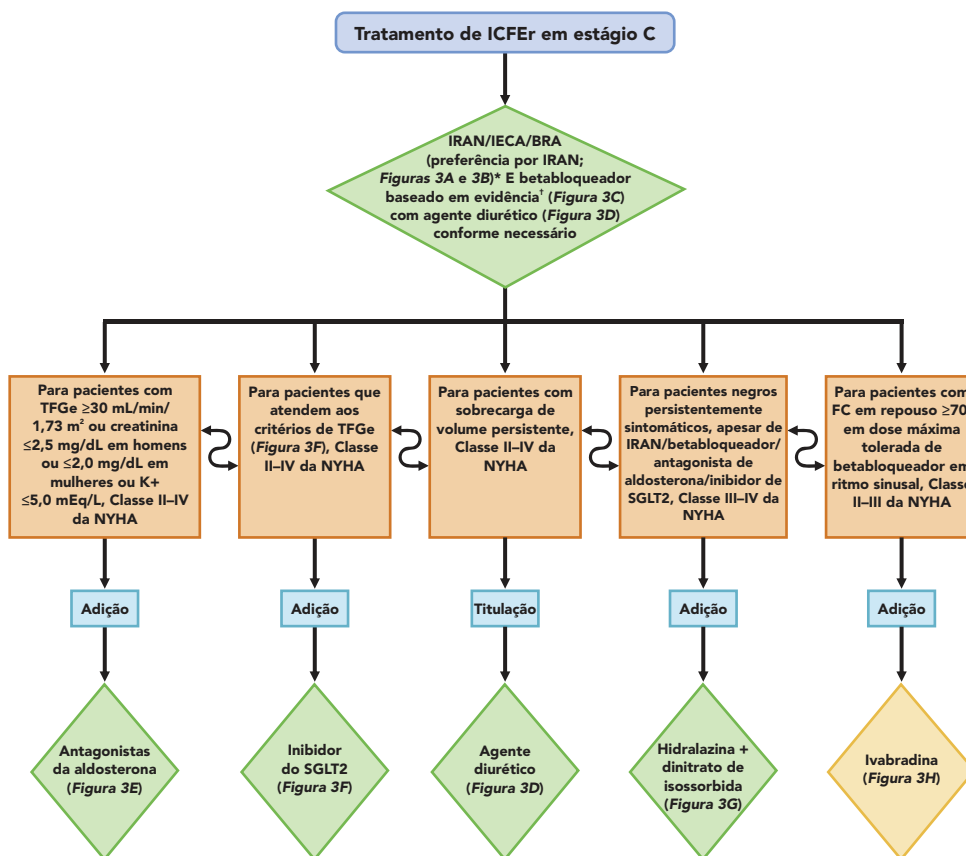 Tratamento de ICFEr em estágio C
IRAN/IECA/BRA
(preferência por IRAN;
Figuras 3A e 3B)* E betabloqueador
baseado em evidência† (Figura 3C)
com agente diurético (Figura 3D)
conforme necessário
Para pacientes com
TFGe ≥30 mL/min/
1,73 m² ou creatinina
≤2,5 mg/dL em homens
ou ≤2,0 mg/dL em
mulheres ou K+
≤5,0 mEq/L, Classe II–IV
da NYHA
Para pacientes que
atendem aos
critérios de TFGe
(Figura 3F), Classe
II–IV da NYHA
Para pacientes com
sobrecarga de
volume persistente,
Classe II–IV da
NYHA
Para pacientes negros
persistentemente
sintomáticos, apesar de
IRAN/betabloqueador/
antagonista de
aldosterona/inibidor de
SGLT2, Classe III–IV da
NYHA
Para pacientes com
FC em repouso ≥70
em dose máxima
tolerada de
betabloqueador em
ritmo sinusal, Classe
II–III da NYHA
Adição
Adição
Titulação
Adição
Adição
Antagonistas
da aldosterona
(Figura 3E)
Inibidor
do SGLT2
(Figura 3F)
Agente
diurético
(Figura 3D)
Hidralazina +
dinitrato de
isossorbida
(Figura 3G)
Ivabradina
(Figura 3H)